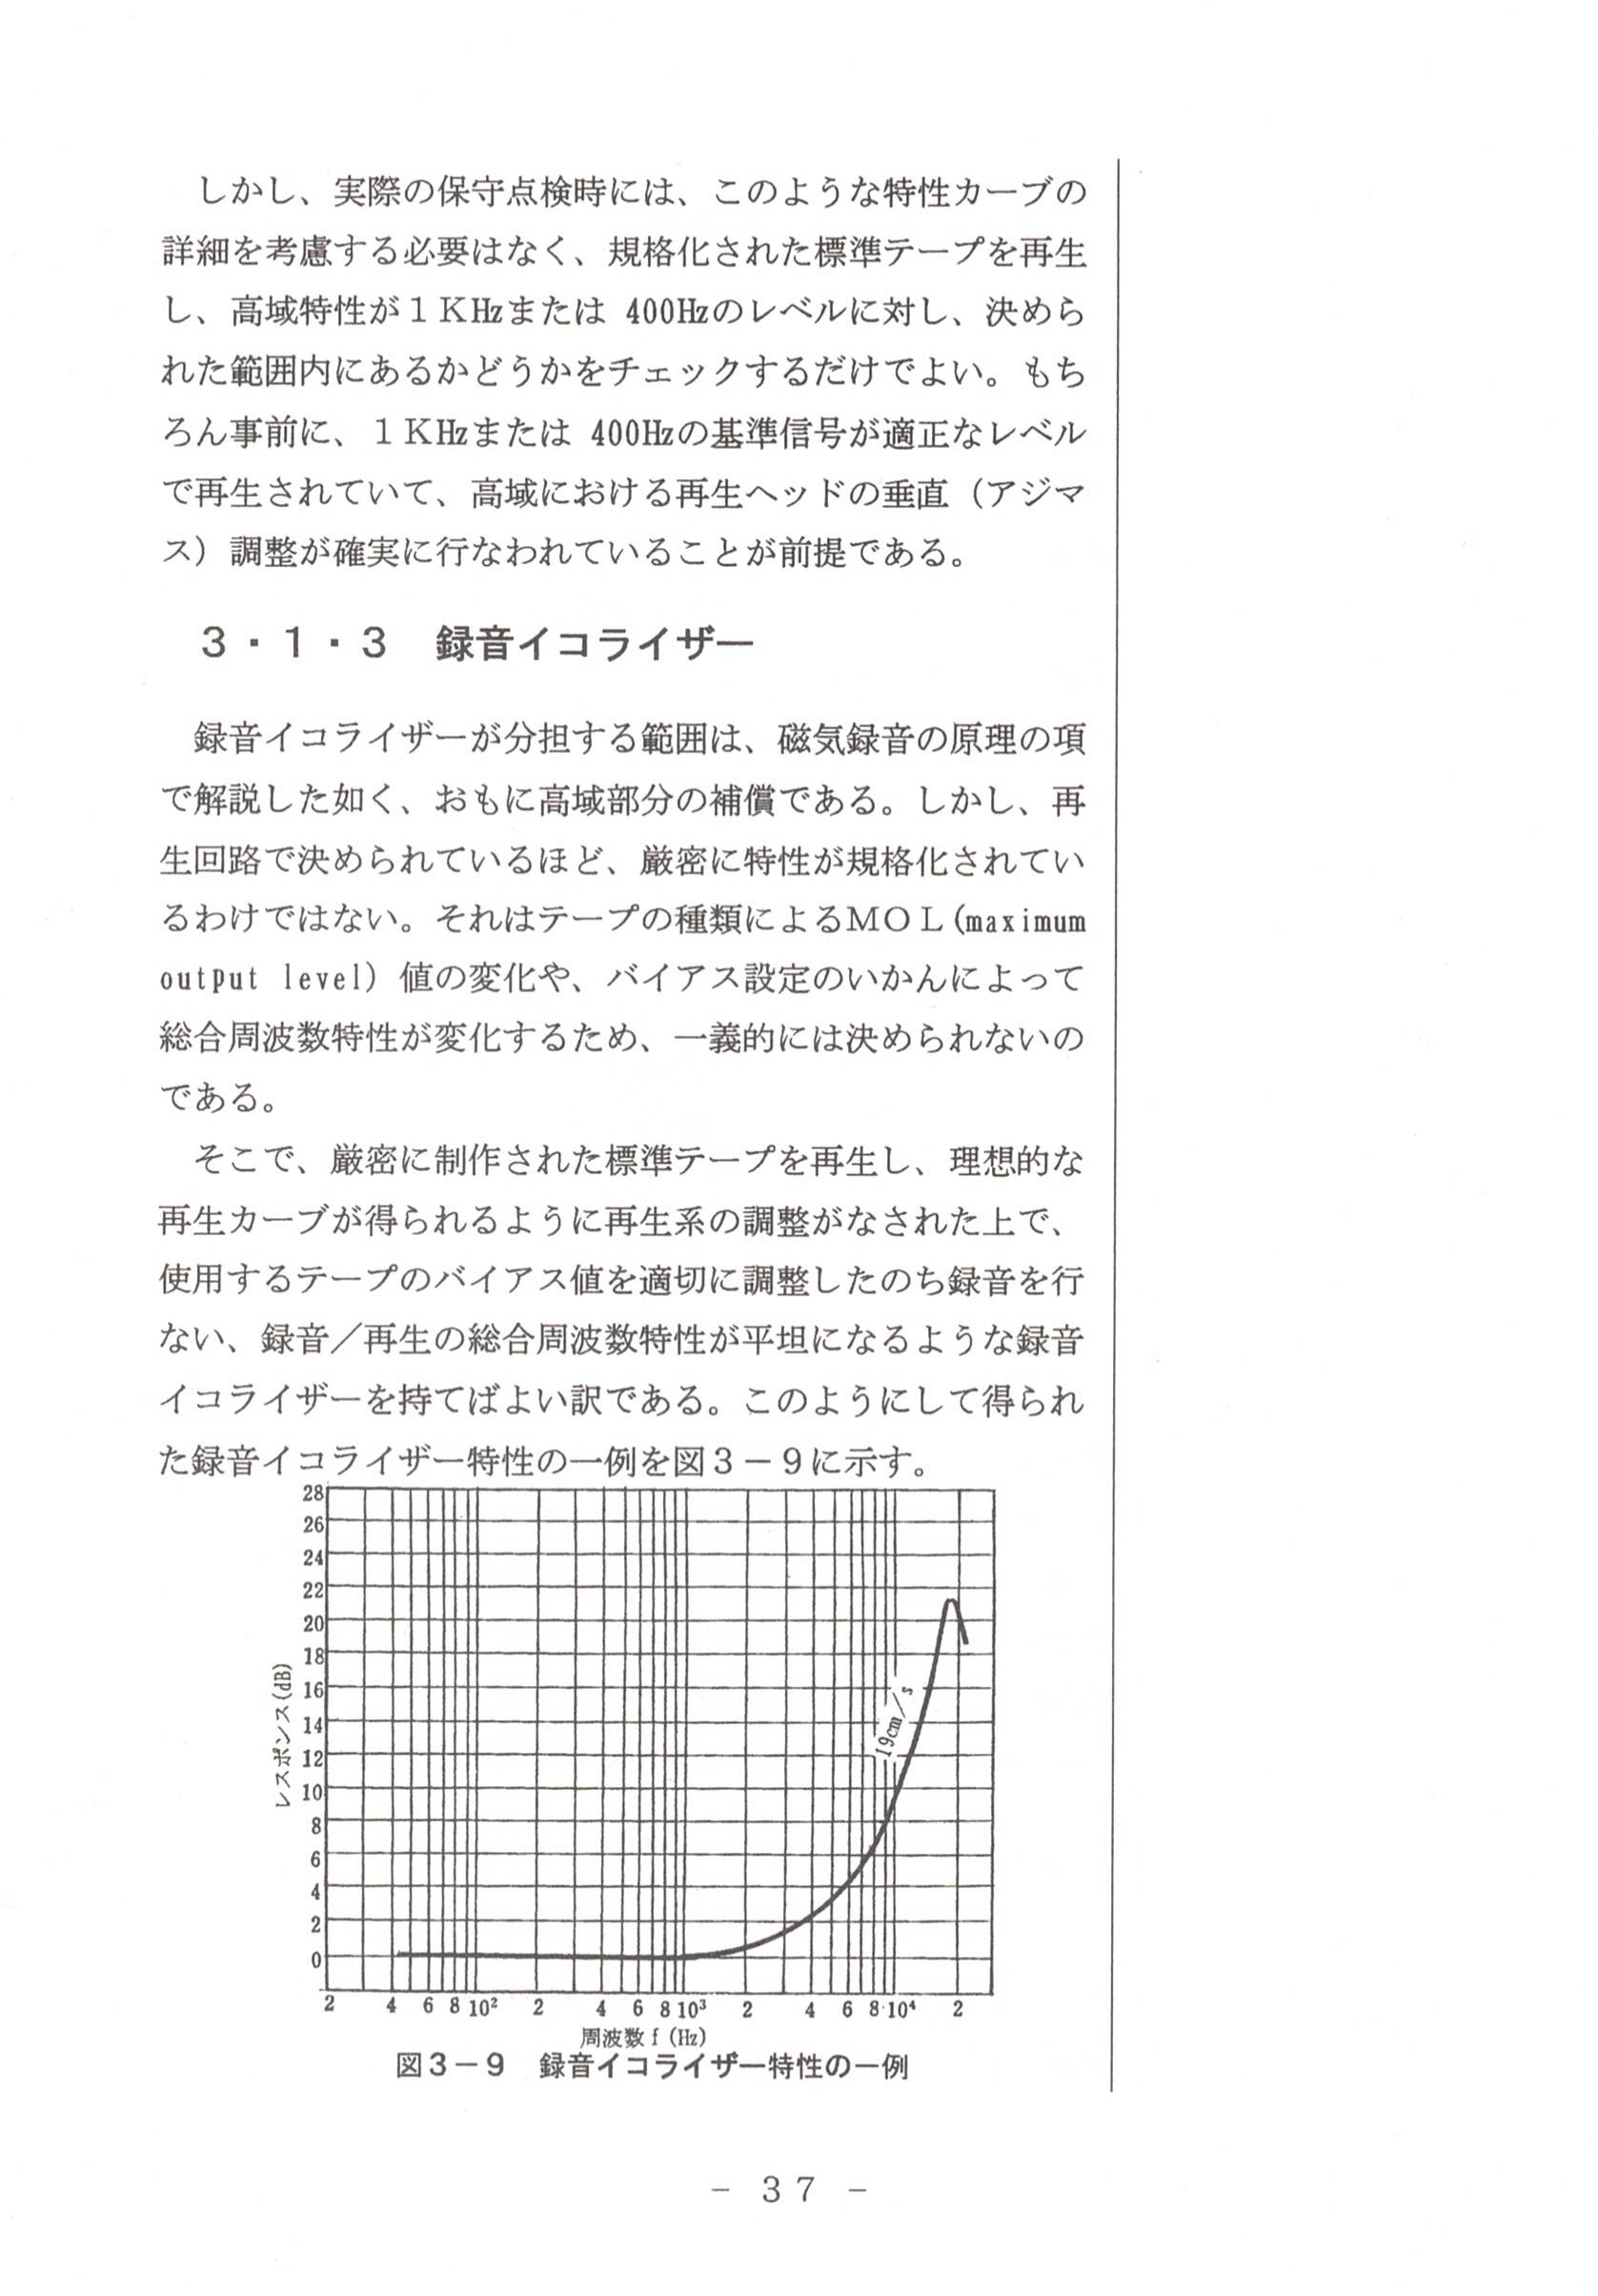 しかし、実際の保守点検時には、このような特性カーブの
詳細を考慮する必要はなく、規格化された標準テープを再生
し、高域特性が１ＫHzまたは 400Hzのレベルに対し、決めら
れた範囲内にあるかどうかをチェックするだけでよい。もち
ろん事前に、１ＫHzまたは 400Hzの基準信号が適正なレベル
で再生されていて、高域における再生ヘッドの垂直（アジマ
ス）調整が確実に行なわれていることが前提である。
３・１・３　録音イコライザー
録音イコライザーが分担する範囲は、磁気録音の原理の項
で解説した如く、おもに高域部分の補償である。しかし、再
生回路で決められているほど、厳密に特性が規格化されてい
るわけではない。それはテープの種類によるＭＯＬ(maximum
output level) 値の変化や、バイアス設定のいかんによって
総合周波数特性が変化するため、一義的には決められないの
である。
そこで、厳密に制作された標準テープを再生し、理想的な
再生カーブが得られるように再生系の調整がなされた上で、
使用するテープのバイアス値を適切に調整したのち録音を行
ない、録音／再生の総合周波数特性が平坦になるような録音
イコライザーを持てばよい訳である。このようにして得られ
た録音イコライザー特性の一例を図３－９に示す。
28
26
24
22
20
18
16
14
12
10
8
6
4
2
0
レスポンス(dB)
19cm/s
2 4 6 8 10² 2 4 6 8 10³ 2 4 6 8 10⁴ 2
周波数 f (Hz)
図３－９　録音イコライザー特性の一例
－ 37 －